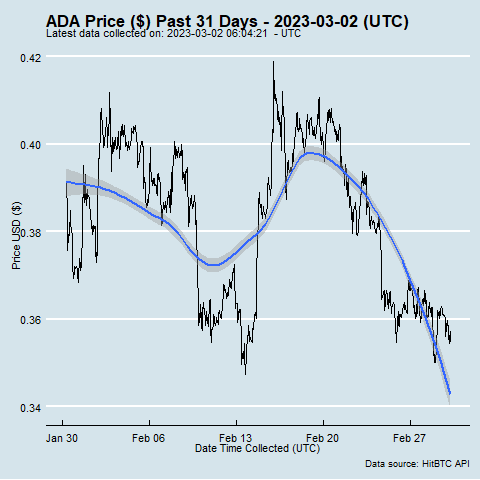 ADA Price ($) Past 31 Days - 2023-03-02 (UTC)
Latest data collected on: 2023-03-02 06:04:21 - UTC
0.42
0.40
0.38
0.36
0.34
Price USD ($)
Jan 30 Feb 06 Feb 13 Feb 20 Feb 27
Date Time Collected (UTC)
Data source: HitBTC API